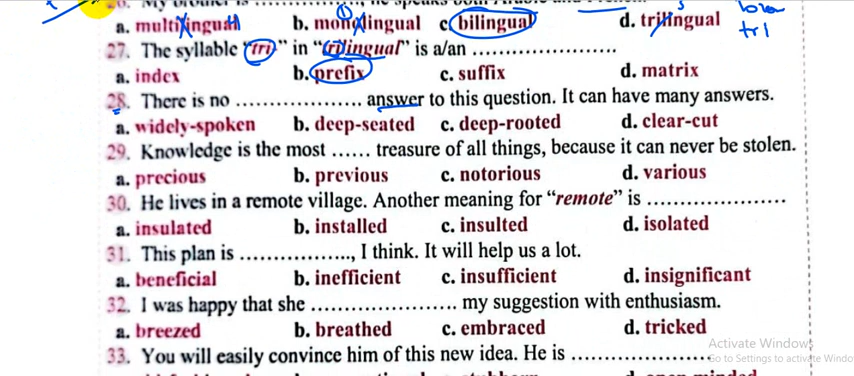 a. multilingual b. monolingual c. bilingual d. trilingual
27. The syllable "tri" in "trilingual" is a/an ......................
a. index b. prefix c. suffix d. matrix
28. There is no ...................... answer to this question. It can have many answers.
a. widely-spoken b. deep-seated c. deep-rooted d. clear-cut
29. Knowledge is the most ...... treasure of all things, because it can never be stolen.
a. precious b. previous c. notorious d. various
30. He lives in a remote village. Another meaning for "remote" is ......................
a. insulated b. installed c. insulted d. isolated
31. This plan is ...................., I think. It will help us a lot.
a. beneficial b. inefficient c. insufficient d. insignificant
32. I was happy that she ......................... my suggestion with enthusiasm.
a. breezed b. breathed c. embraced d. tricked
Activate Windows
Go to Settings to activate Windo
33. You will easily convince him of this new idea. He is ......................